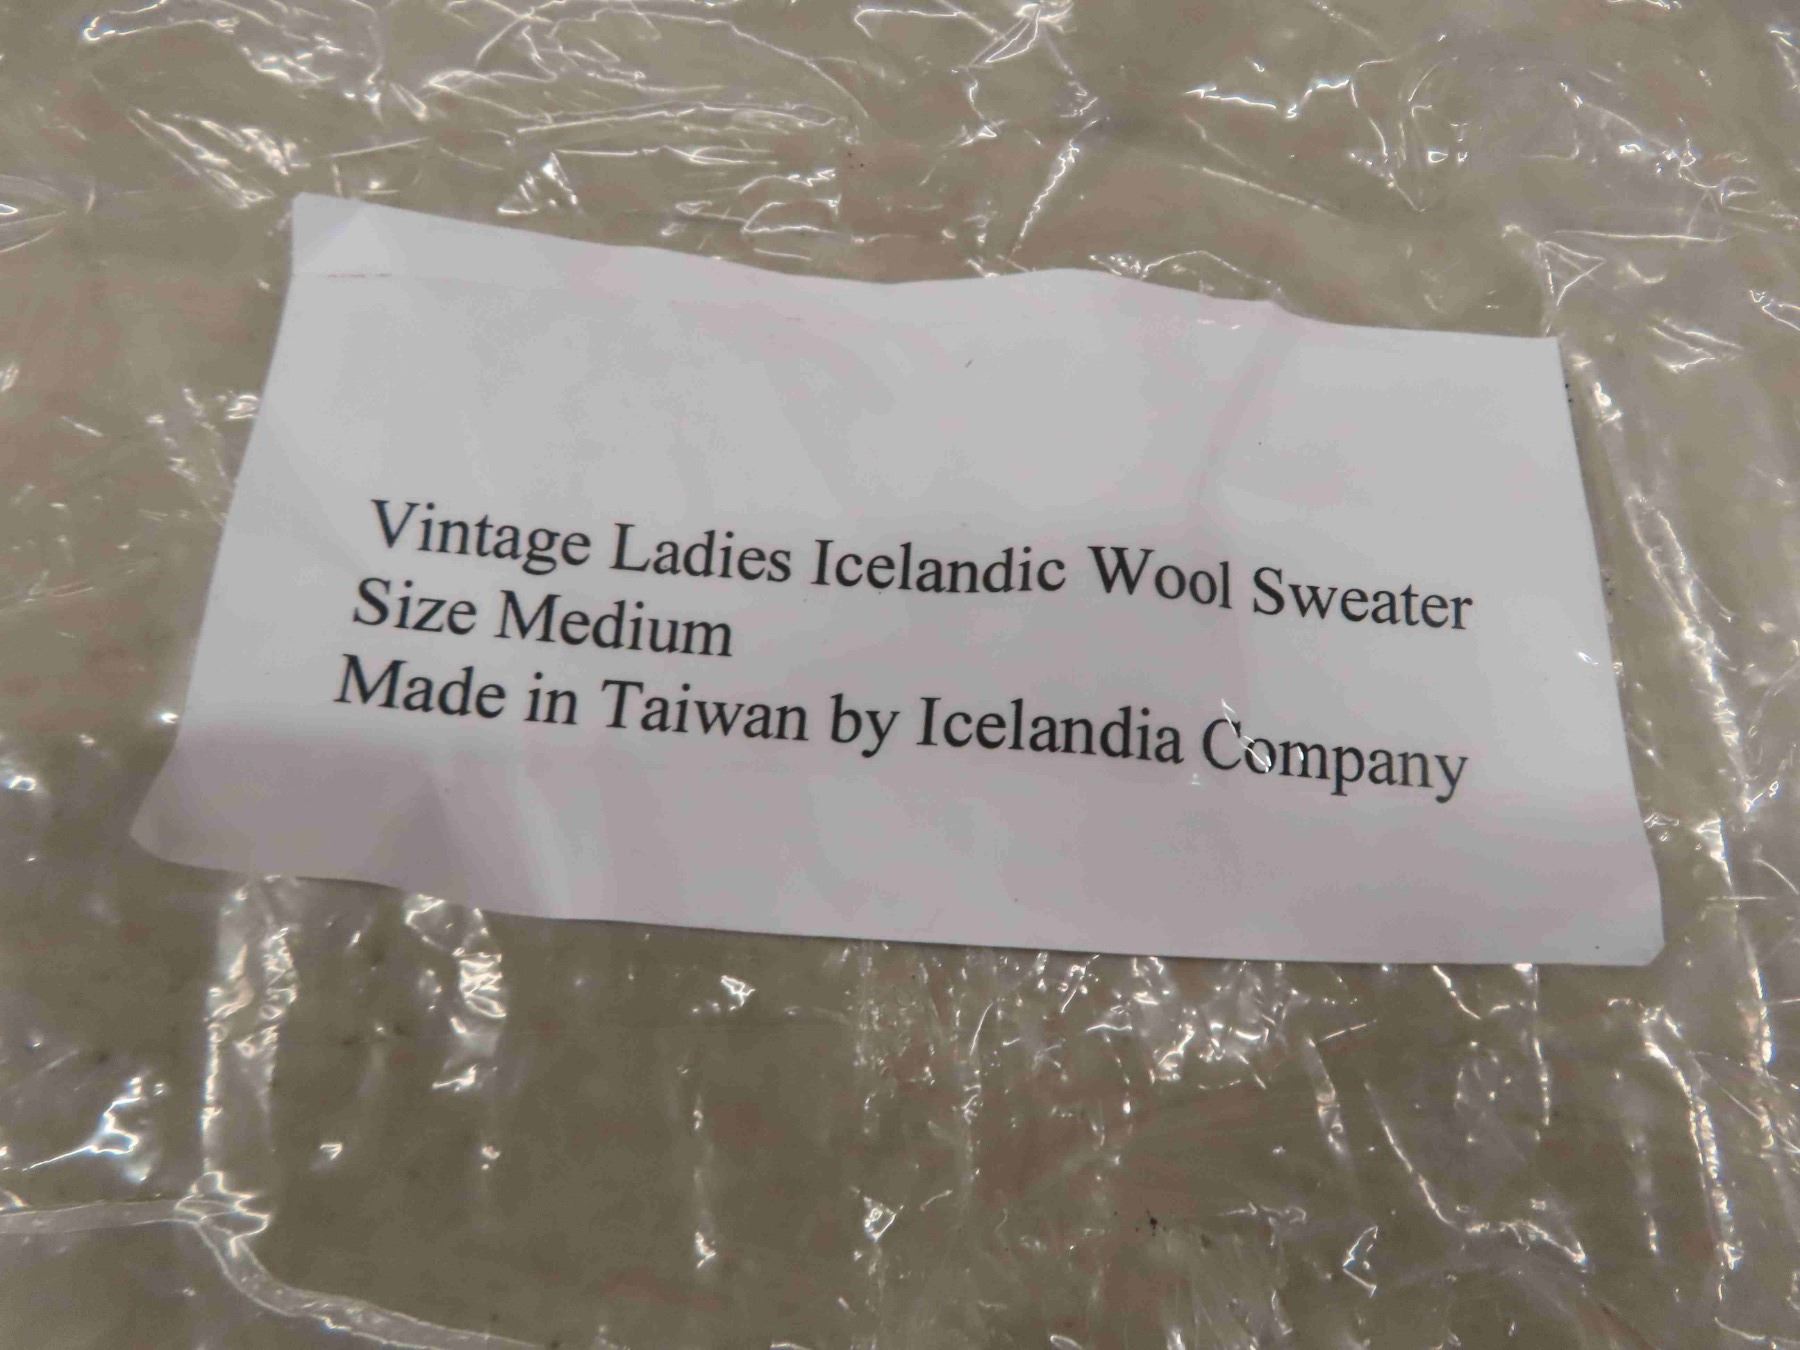 Vintage Ladies Icelandic Wool Sweater
Size Medium
Made in Taiwan by Icelandia Company